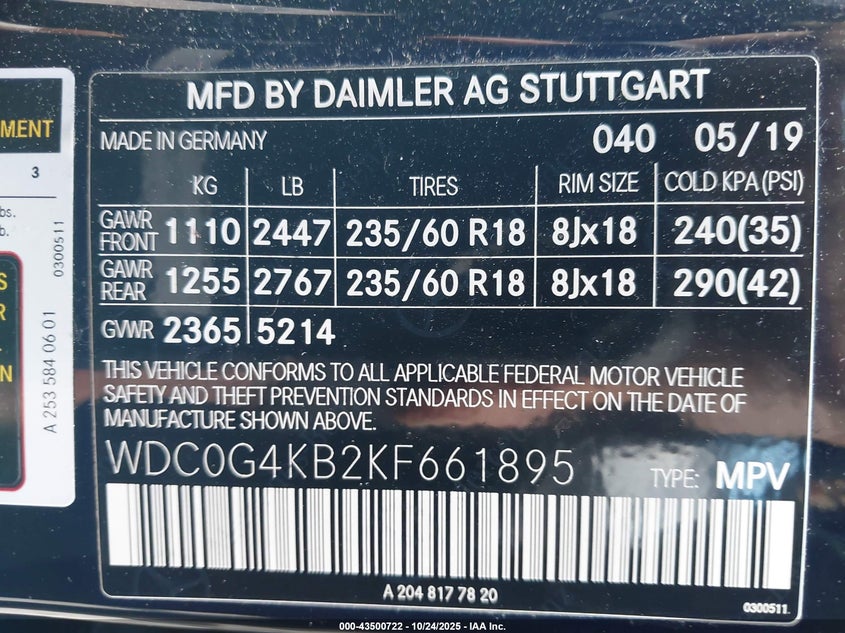 MFD BY DAIMLER AG STUTTGART
MADE IN GERMANY 040 05/19
KG LB TIRES RIM SIZE COLD KPA (PSI)
GAWR FRONT 1110 2447 235/60 R18 8Jx18 240(35)
GAWR REAR 1255 2767 235/60 R18 8Jx18 290(42)
GVWR 2365 5214
THIS VEHICLE CONFORMS TO ALL APPLICABLE FEDERAL MOTOR VEHICLE
SAFETY AND THEFT PREVENTION STANDARDS IN EFFECT ON THE DATE OF
MANUFACTURE SHOWN ABOVE.
WDC0G4KB2KF661895 TYPE: MPV
A 204 817 78 20
0300511.
MENT
3
lbs.
b.
0300511
A 253 584 06 01
S
R
N
000-43500722 - 10/24/2025 - IAA Inc.